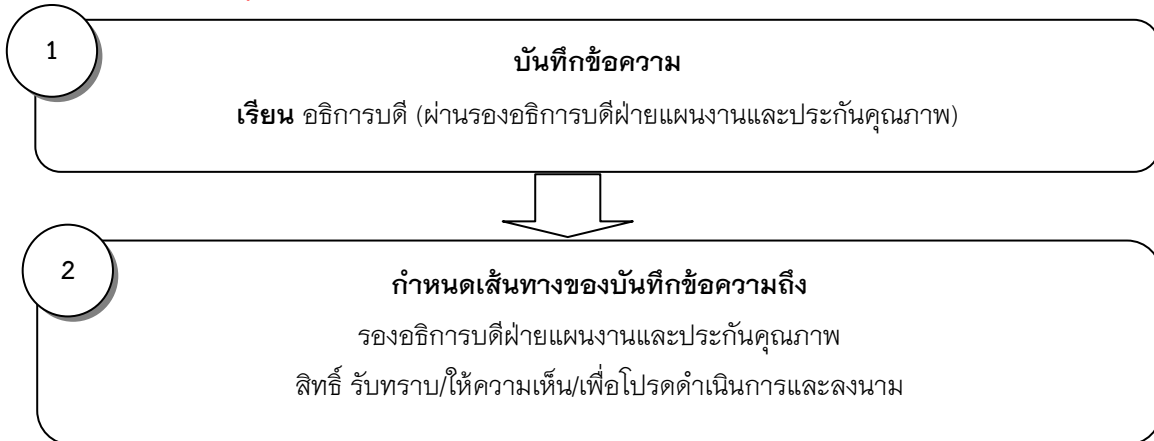 1
บันทึกข้อความ
เรียน อธิการบดี (ผ่านรองอธิการบดีฝ่ายแผนงานและประกันคุณภาพ)
2
กำหนดเส้นทางของบันทึกข้อความถึง
รองอธิการบดีฝ่ายแผนงานและประกันคุณภาพ
สิทธิ์ รับทราบ/ให้ความเห็น/เพื่อโปรดดำเนินการและลงนาม